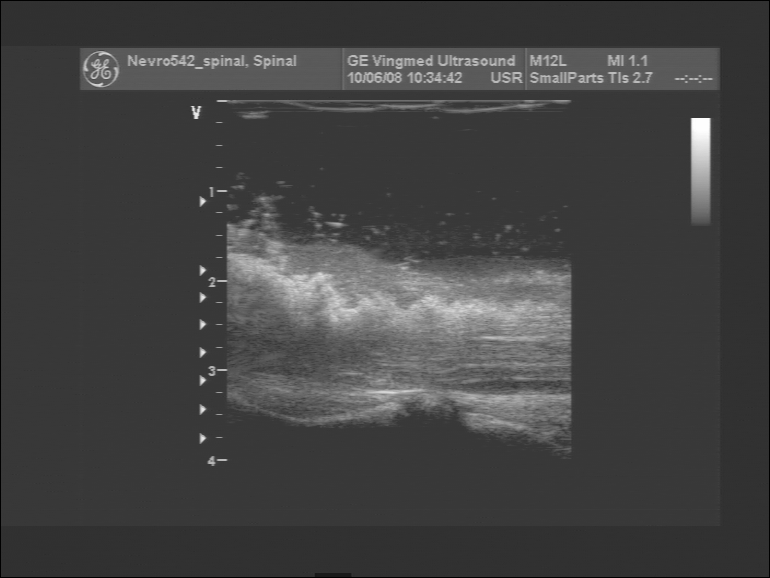 GE Nevro542_spinal, Spinal GE Vingmed Ultrasound M12L MI 1.1
10/06/08 10:34:42 USR SmallParts TIs 2.7 --:--:--
V
1
2
3
4